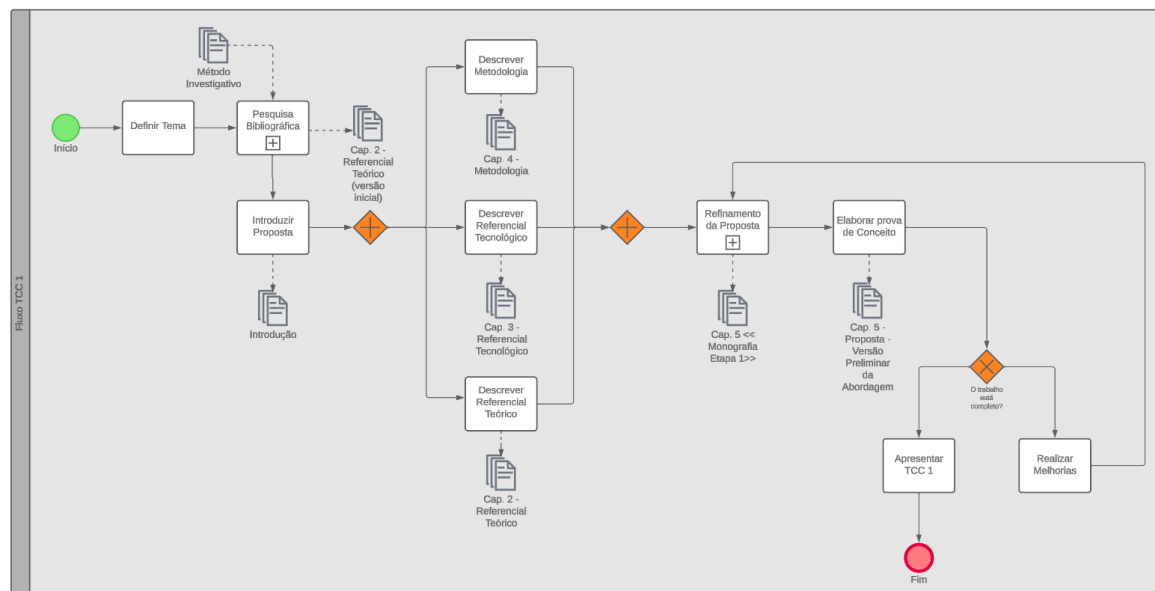 Fluxo TCC 1
Início
Definir Tema
Método
Investigativo
Pesquisa
Bibliográfica
Cap. 2 -
Referencial
Teórico
(versão
inicial)
Introduzir
Proposta
Introdução
Descrever
Metodologia
Cap. 4 -
Metodologia
Descrever
Referencial
Tecnológico
Cap. 3 -
Referencial
Tecnológico
Descrever
Referencial
Teórico
Cap. 2 -
Referencial
Teórico
Refinamento
da Proposta
Cap. 5 <<
Monografia
Etapa 1>>
Elaborar prova
de Conceito
Cap. 5 -
Proposta -
Versão
Preliminar
da
Abordagem
O trabalho
está
completo?
Apresentar
TCC 1
Realizar
Melhorias
Fim